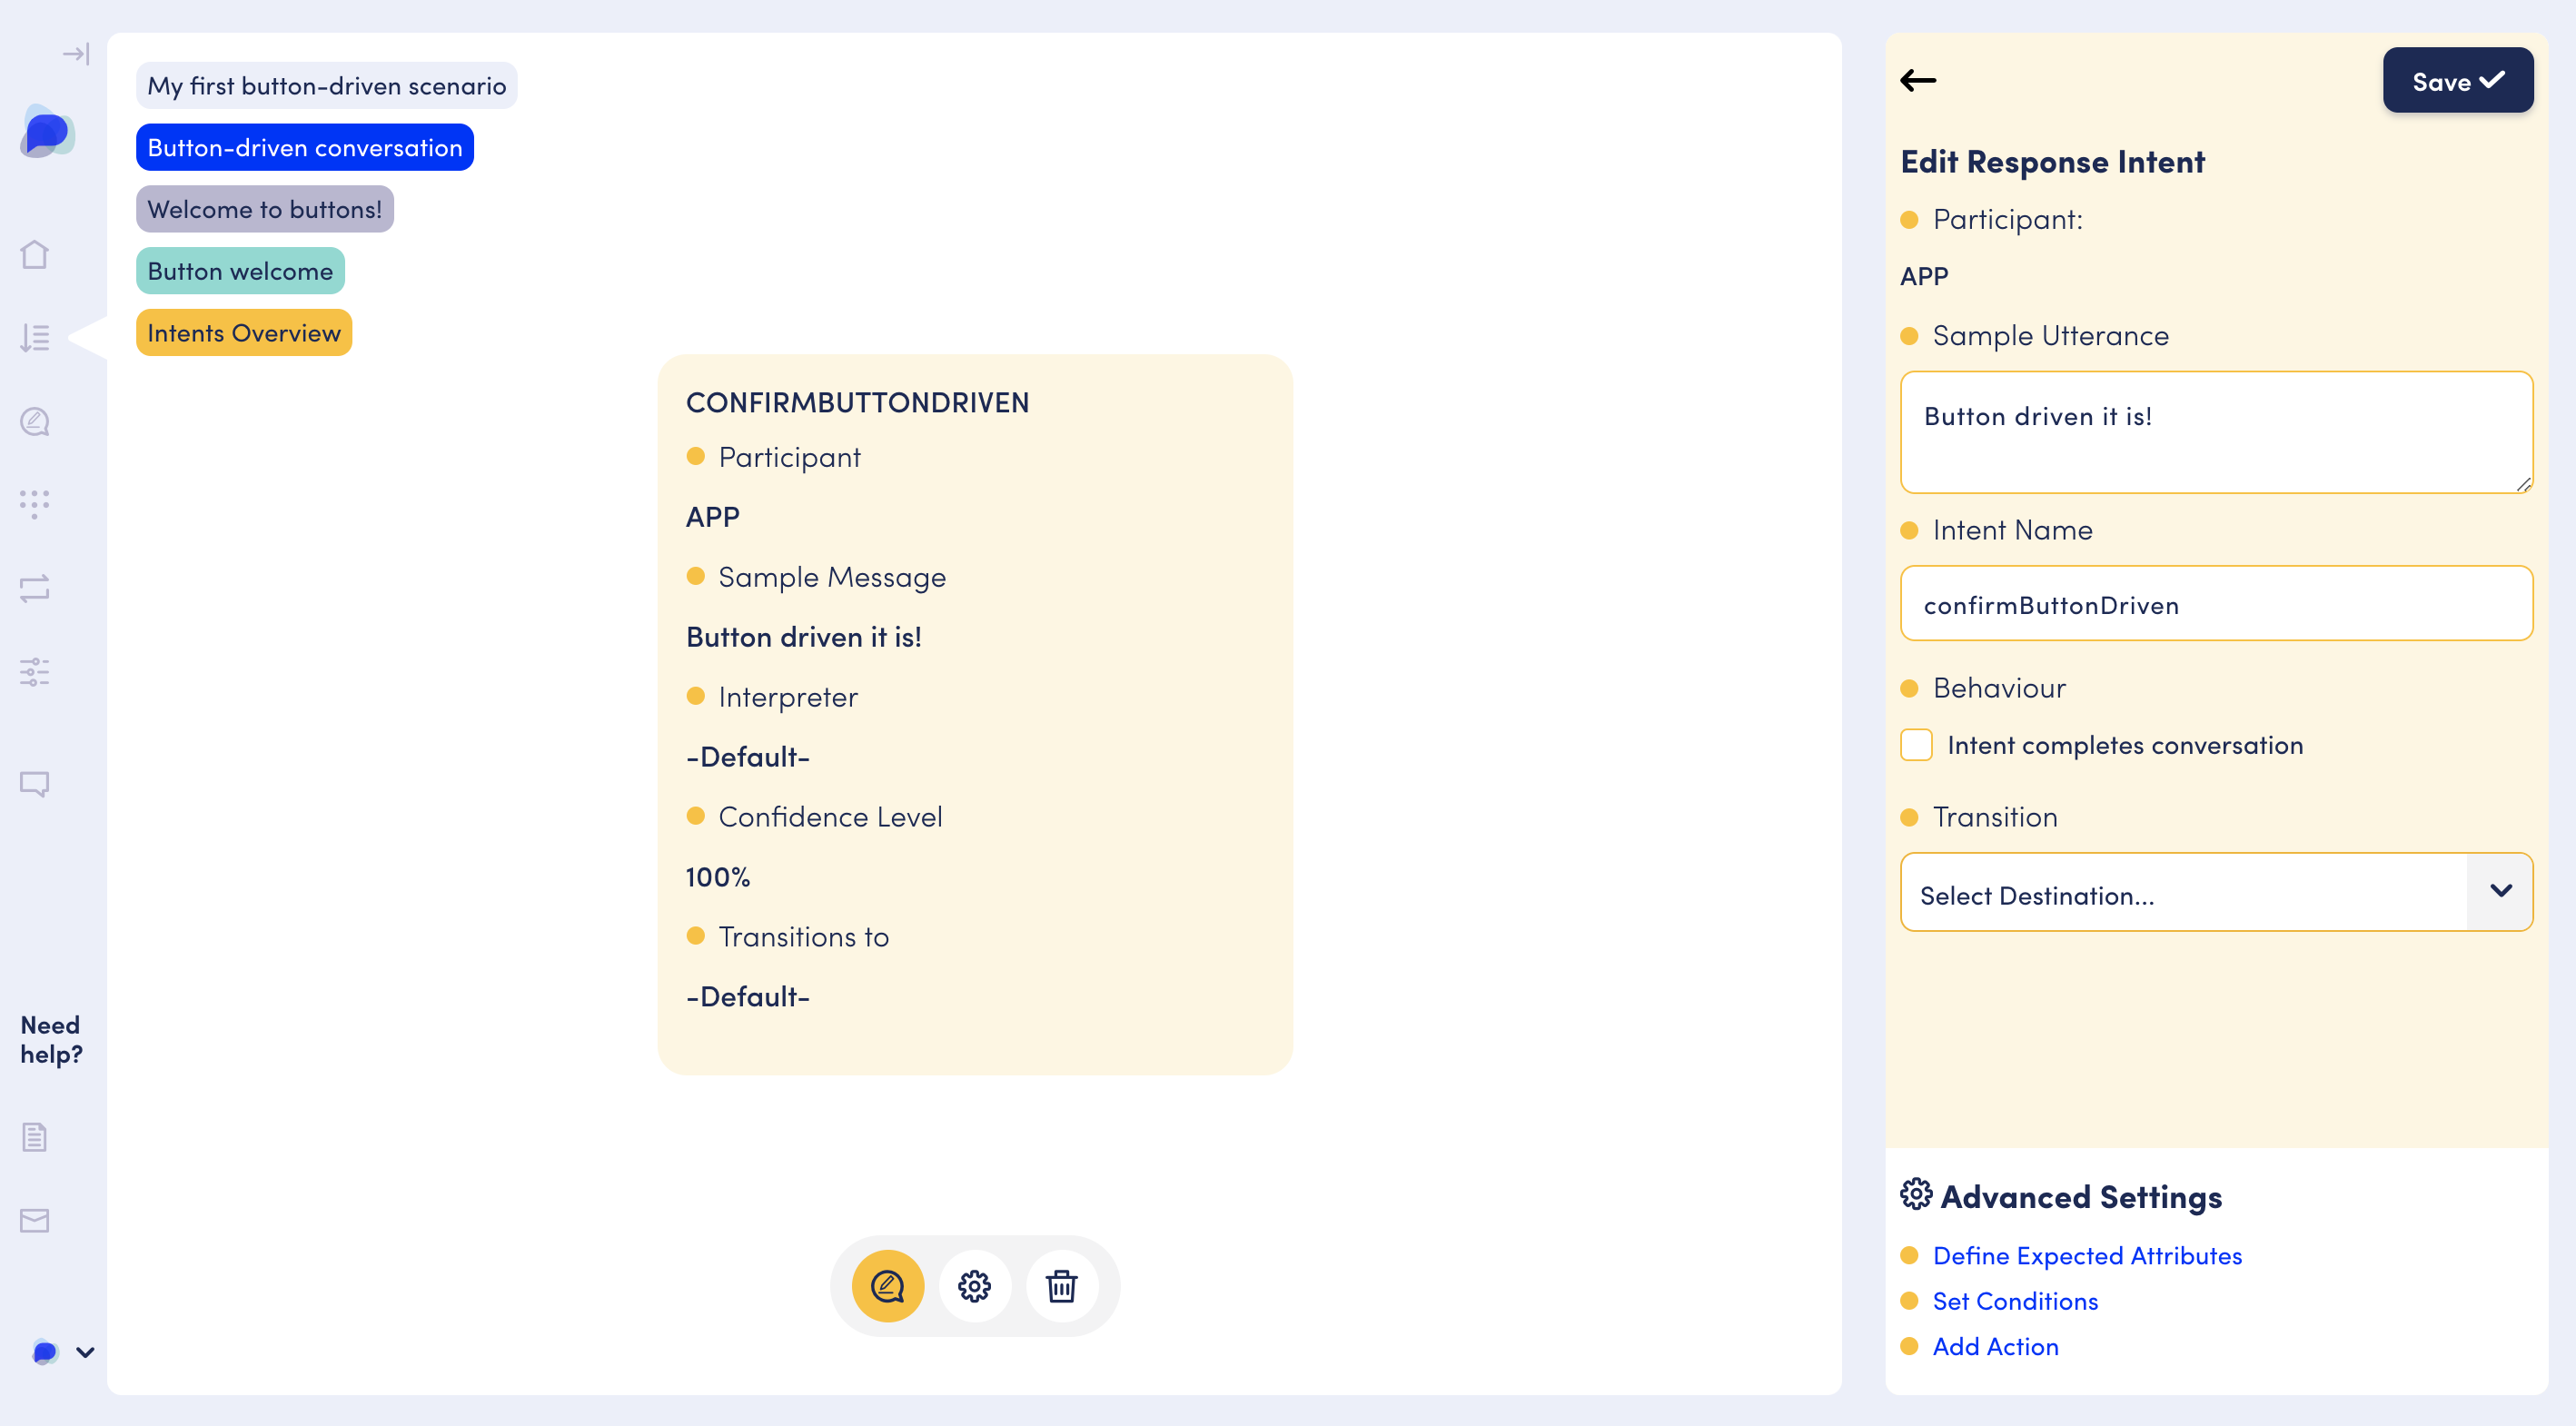 My first button-driven scenario
Button-driven conversation
Welcome to buttons!
Button welcome
Intents Overview
CONFIRMBUTTONDRIVEN
Participant
APP
Sample Message
Button driven it is!
Interpreter
-Default-
Confidence Level
100%
Transitions to
-Default-
Need
help?
Save
Edit Response Intent
Participant:
APP
Sample Utterance
Button driven it is!
Intent Name
confirmButtonDriven
Behaviour
Intent completes conversation
Transition
Select Destination...
Advanced Settings
Define Expected Attributes
Set Conditions
Add Action